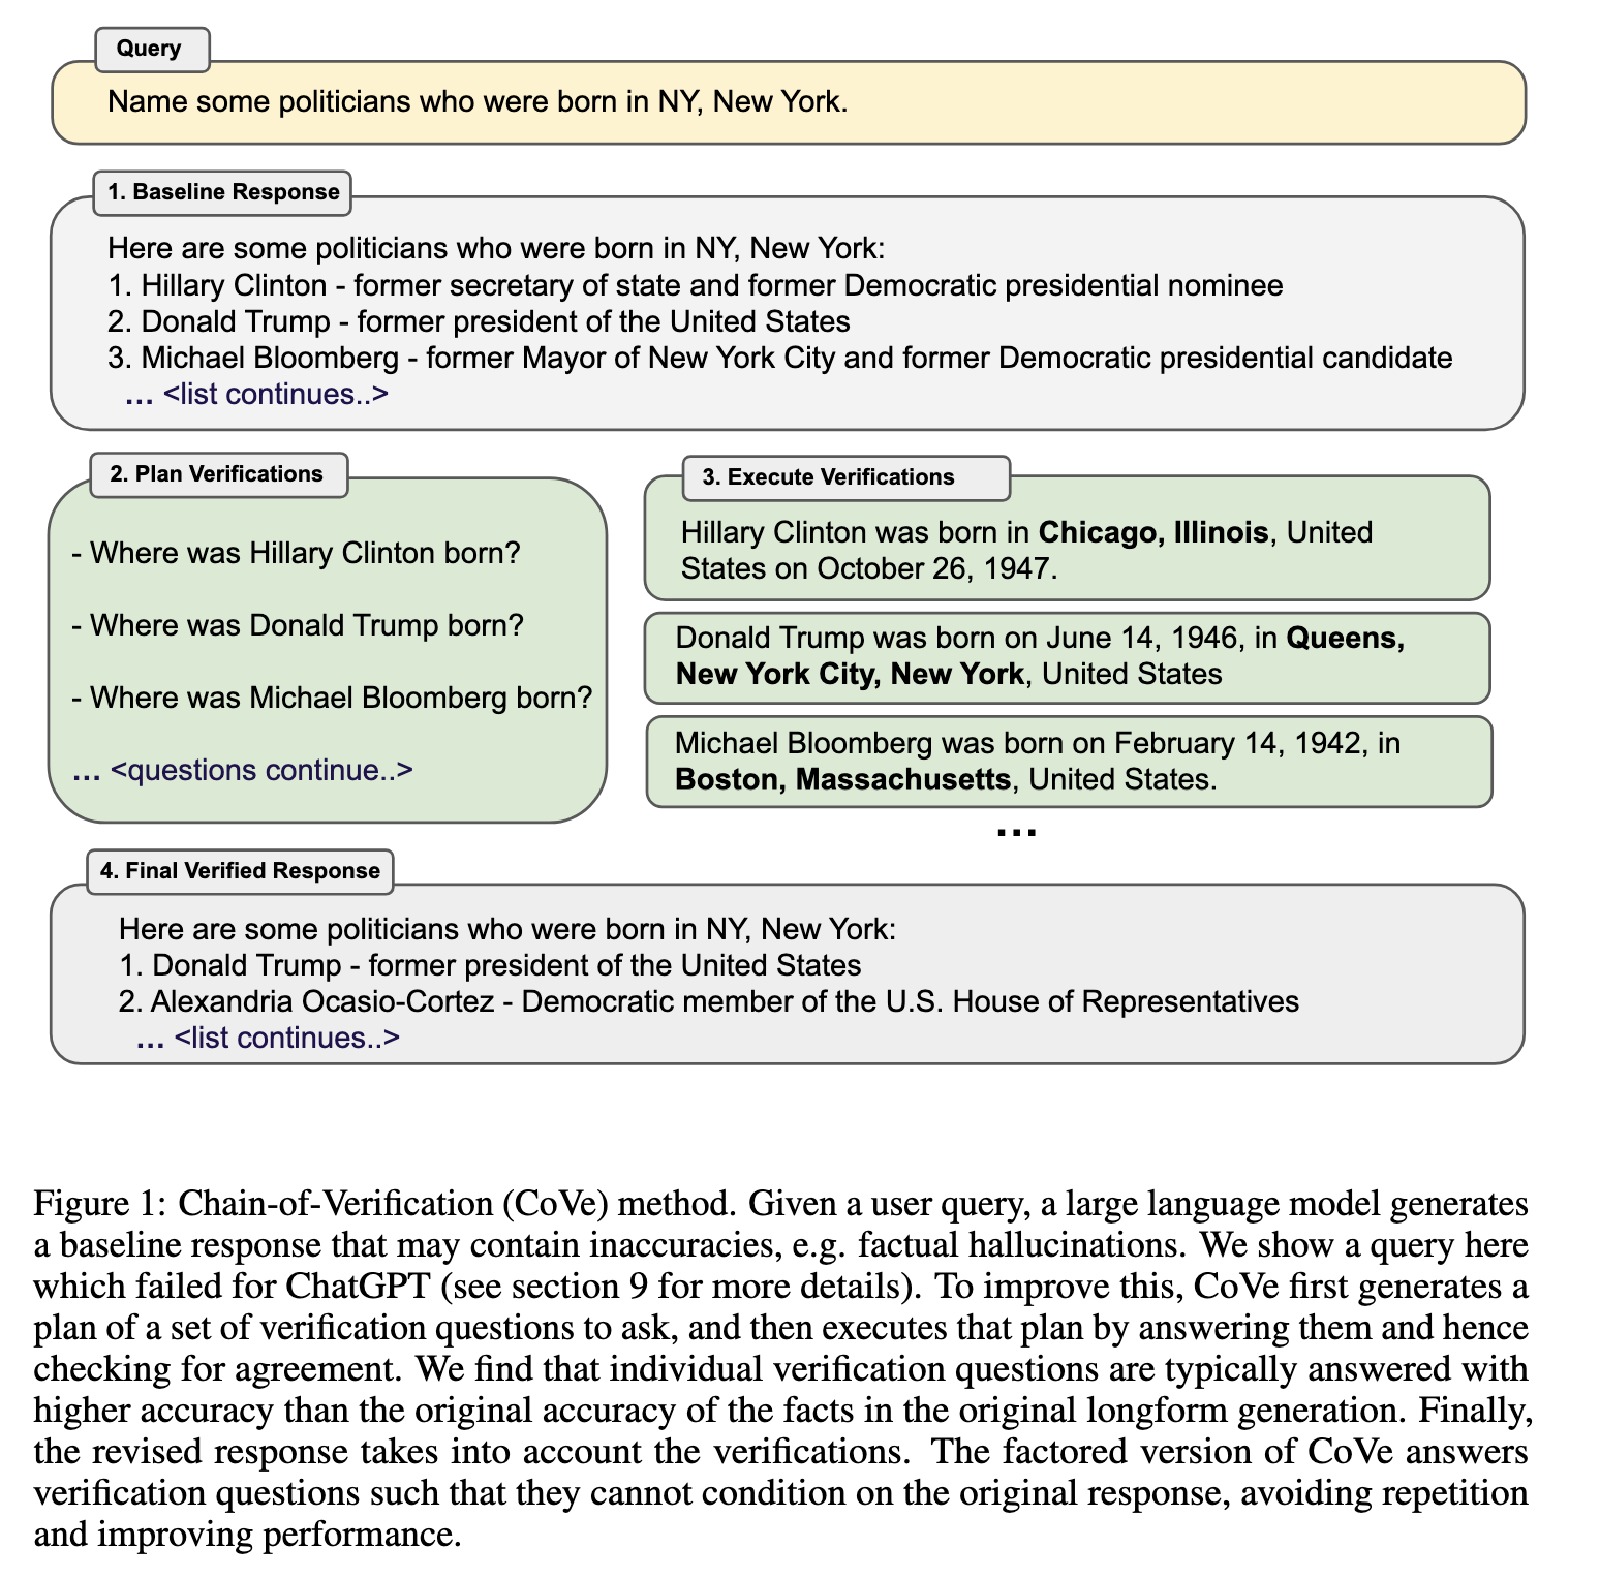 Query
Name some politicians who were born in NY, New York.
1. Baseline Response
Here are some politicians who were born in NY, New York:
1. Hillary Clinton - former secretary of state and former Democratic presidential nominee
2. Donald Trump - former president of the United States
3. Michael Bloomberg - former Mayor of New York City and former Democratic presidential candidate
... <list continues..>
2. Plan Verifications
- Where was Hillary Clinton born?
- Where was Donald Trump born?
- Where was Michael Bloomberg born?
... <questions continue..>
3. Execute Verifications
Hillary Clinton was born in Chicago, Illinois, United
States on October 26, 1947.
Donald Trump was born on June 14, 1946, in Queens,
New York City, New York, United States
Michael Bloomberg was born on February 14, 1942, in
Boston, Massachusetts, United States.
...
4. Final Verified Response
Here are some politicians who were born in NY, New York:
1. Donald Trump - former president of the United States
2. Alexandria Ocasio-Cortez - Democratic member of the U.S. House of Representatives
... <list continues..>
Figure 1: Chain-of-Verification (CoVe) method. Given a user query, a large language model generates
a baseline response that may contain inaccuracies, e.g. factual hallucinations. We show a query here
which failed for ChatGPT (see section 9 for more details). To improve this, CoVe first generates a
plan of a set of verification questions to ask, and then executes that plan by answering them and hence
checking for agreement. We find that individual verification questions are typically answered with
higher accuracy than the original accuracy of the facts in the original longform generation. Finally,
the revised response takes into account the verifications. The factored version of CoVe answers
verification questions such that they cannot condition on the original response, avoiding repetition
and improving performance.